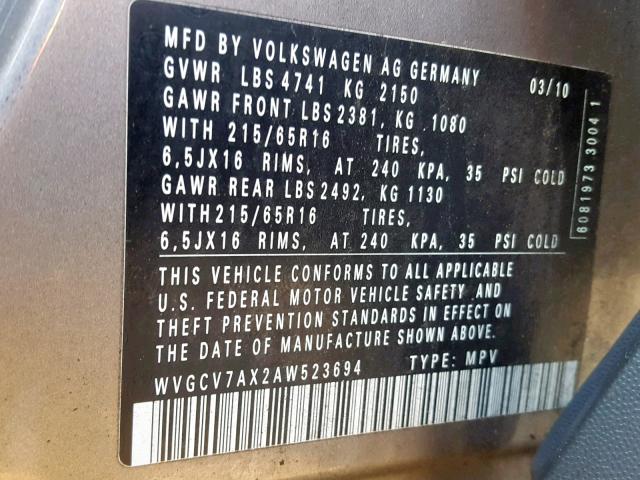 MFD BY VOLKSWAGEN AG GERMANY 03/10
GVWR LBS 4741 KG 2150
GAWR FRONT LBS 2381, KG 1080
WITH 215/65R16 TIRES,
6,5JX16 RIMS, AT 240 KPA, 35 PSI COLD
GAWR REAR LBS 2492, KG 1130
WITH 215/65R16 TIRES,
6,5JX16 RIMS, AT 240 KPA, 35 PSI COLD
THIS VEHICLE CONFORMS TO ALL APPLICABLE
U.S. FEDERAL MOTOR VEHICLE SAFETY AND
THEFT PREVENTION STANDARDS IN EFFECT ON THE
DATE OF MANUFACTURE SHOWN ABOVE.
WVGCV7AX2AW523694 TYPE: MPV
6081973 3004 1